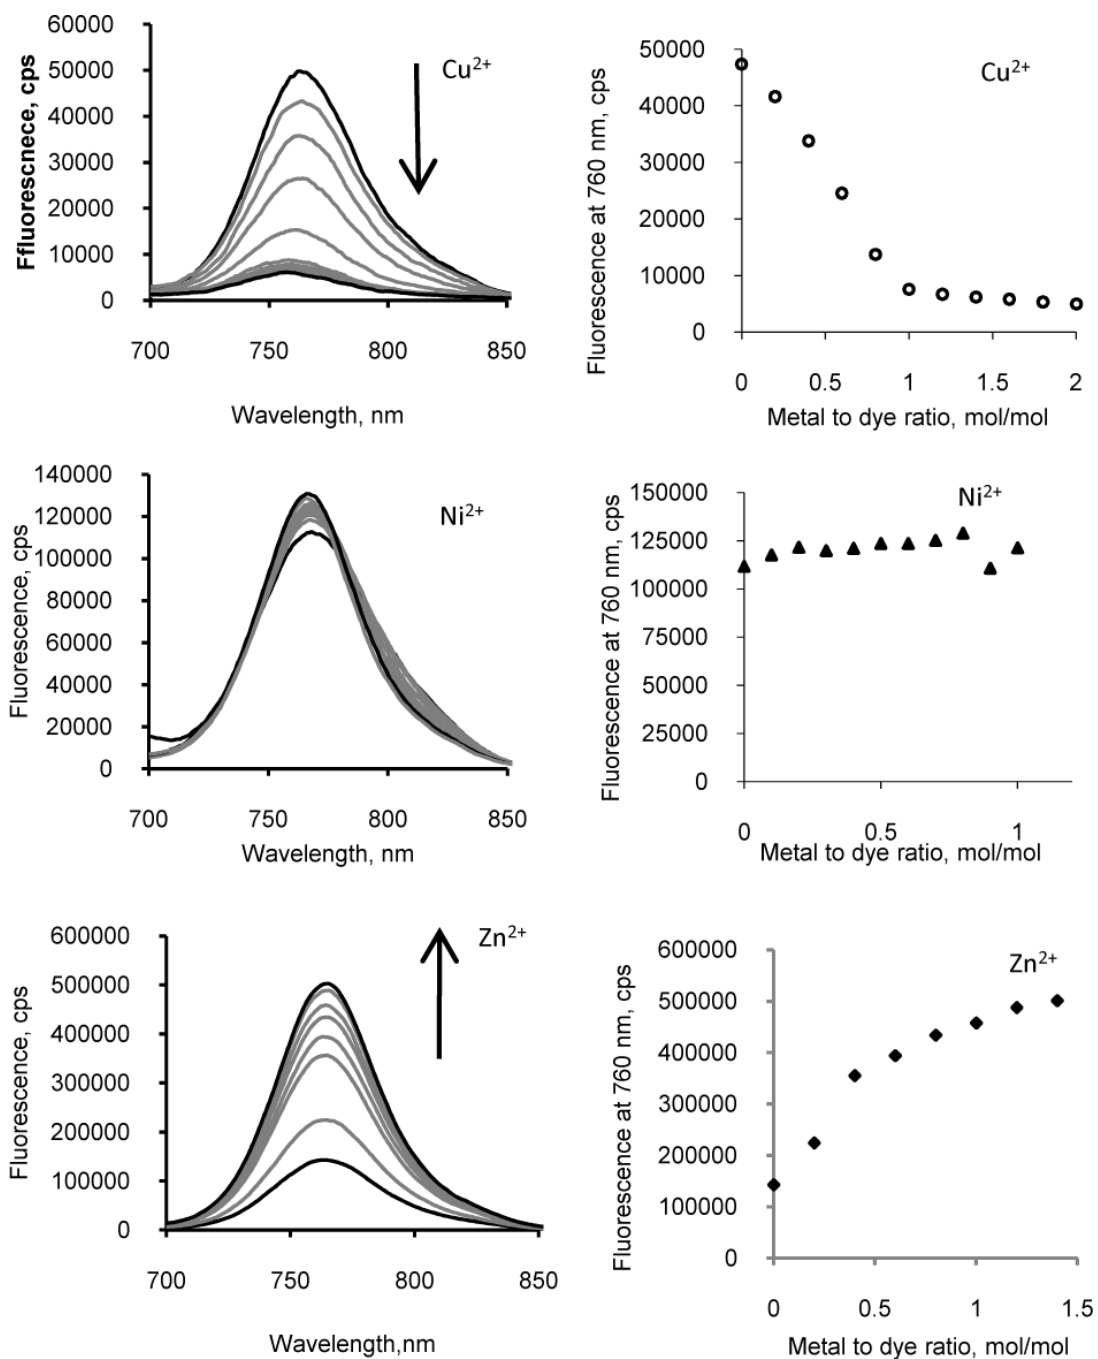 60000
50000
40000
30000
20000
10000
0
Ffluorescnece, cps
Cu²⁺
700 750 800 850
Wavelength, nm
50000
40000
30000
20000
10000
0
Fluorescence at 760 nm, cps
Cu²⁺
0 0.5 1 1.5 2
Metal to dye ratio, mol/mol
140000
120000
100000
80000
60000
40000
20000
0
Fluorescence, cps
Ni²⁺
700 750 800 850
Wavelength, nm
150000
125000
100000
75000
50000
25000
0
Fluorescence at 760 nm, cps
Ni²⁺
0 0.5 1
Metal to dye ratio, mol/mol
600000
500000
400000
300000
200000
100000
0
Fluorescence, cps
Zn²⁺
700 750 800 850
Wavelength,nm
600000
500000
400000
300000
200000
100000
0
Fluorescence at 760 nm, cps
Zn²⁺
0 0.5 1 1.5
Metal to dye ratio, mol/mol